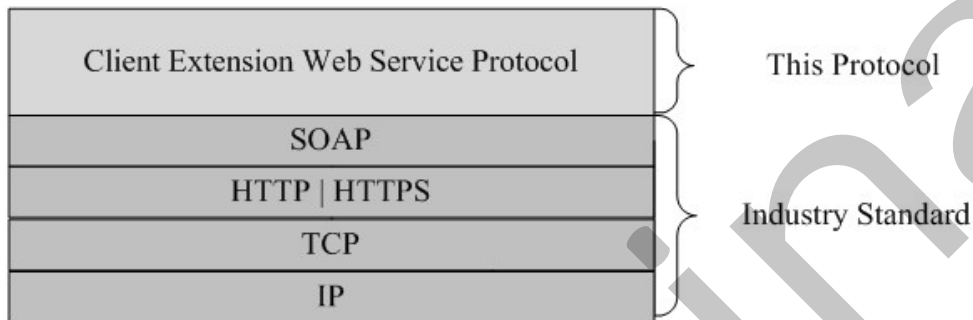 Client Extension Web Service Protocol
This Protocol
SOAP
HTTP | HTTPS
Industry Standard
TCP
IP